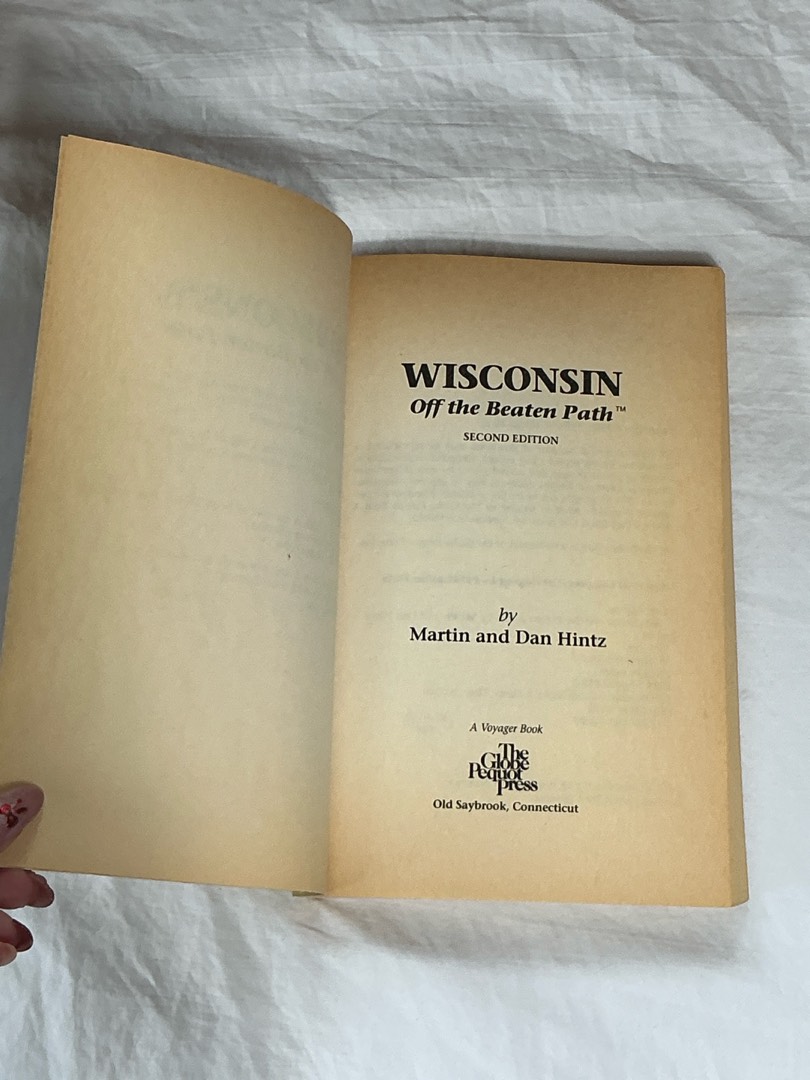 WISCONSIN
Off the Beaten Path™
SECOND EDITION
by
Martin and Dan Hintz
A Voyager Book
The
Globe
Pequot
Press
Old Saybrook, Connecticut